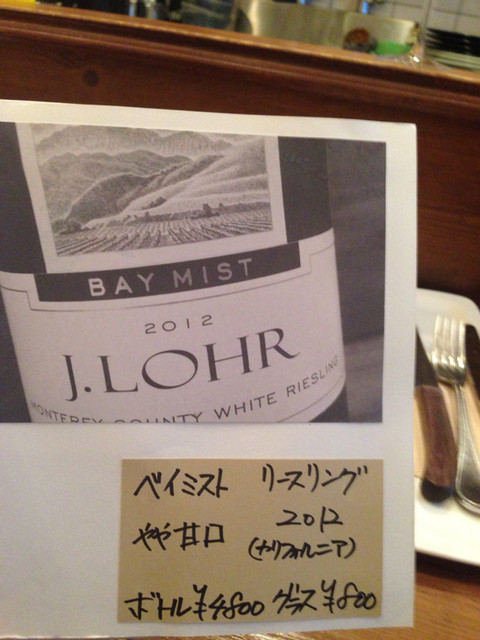 BAY MIST
2012
J.LOHR
MONTEREY COUNTY WHITE RIESLING
ベイミスト リースリング
やや甘口 2012
(カリフォルニア)
ボトル¥4800 グラス¥800